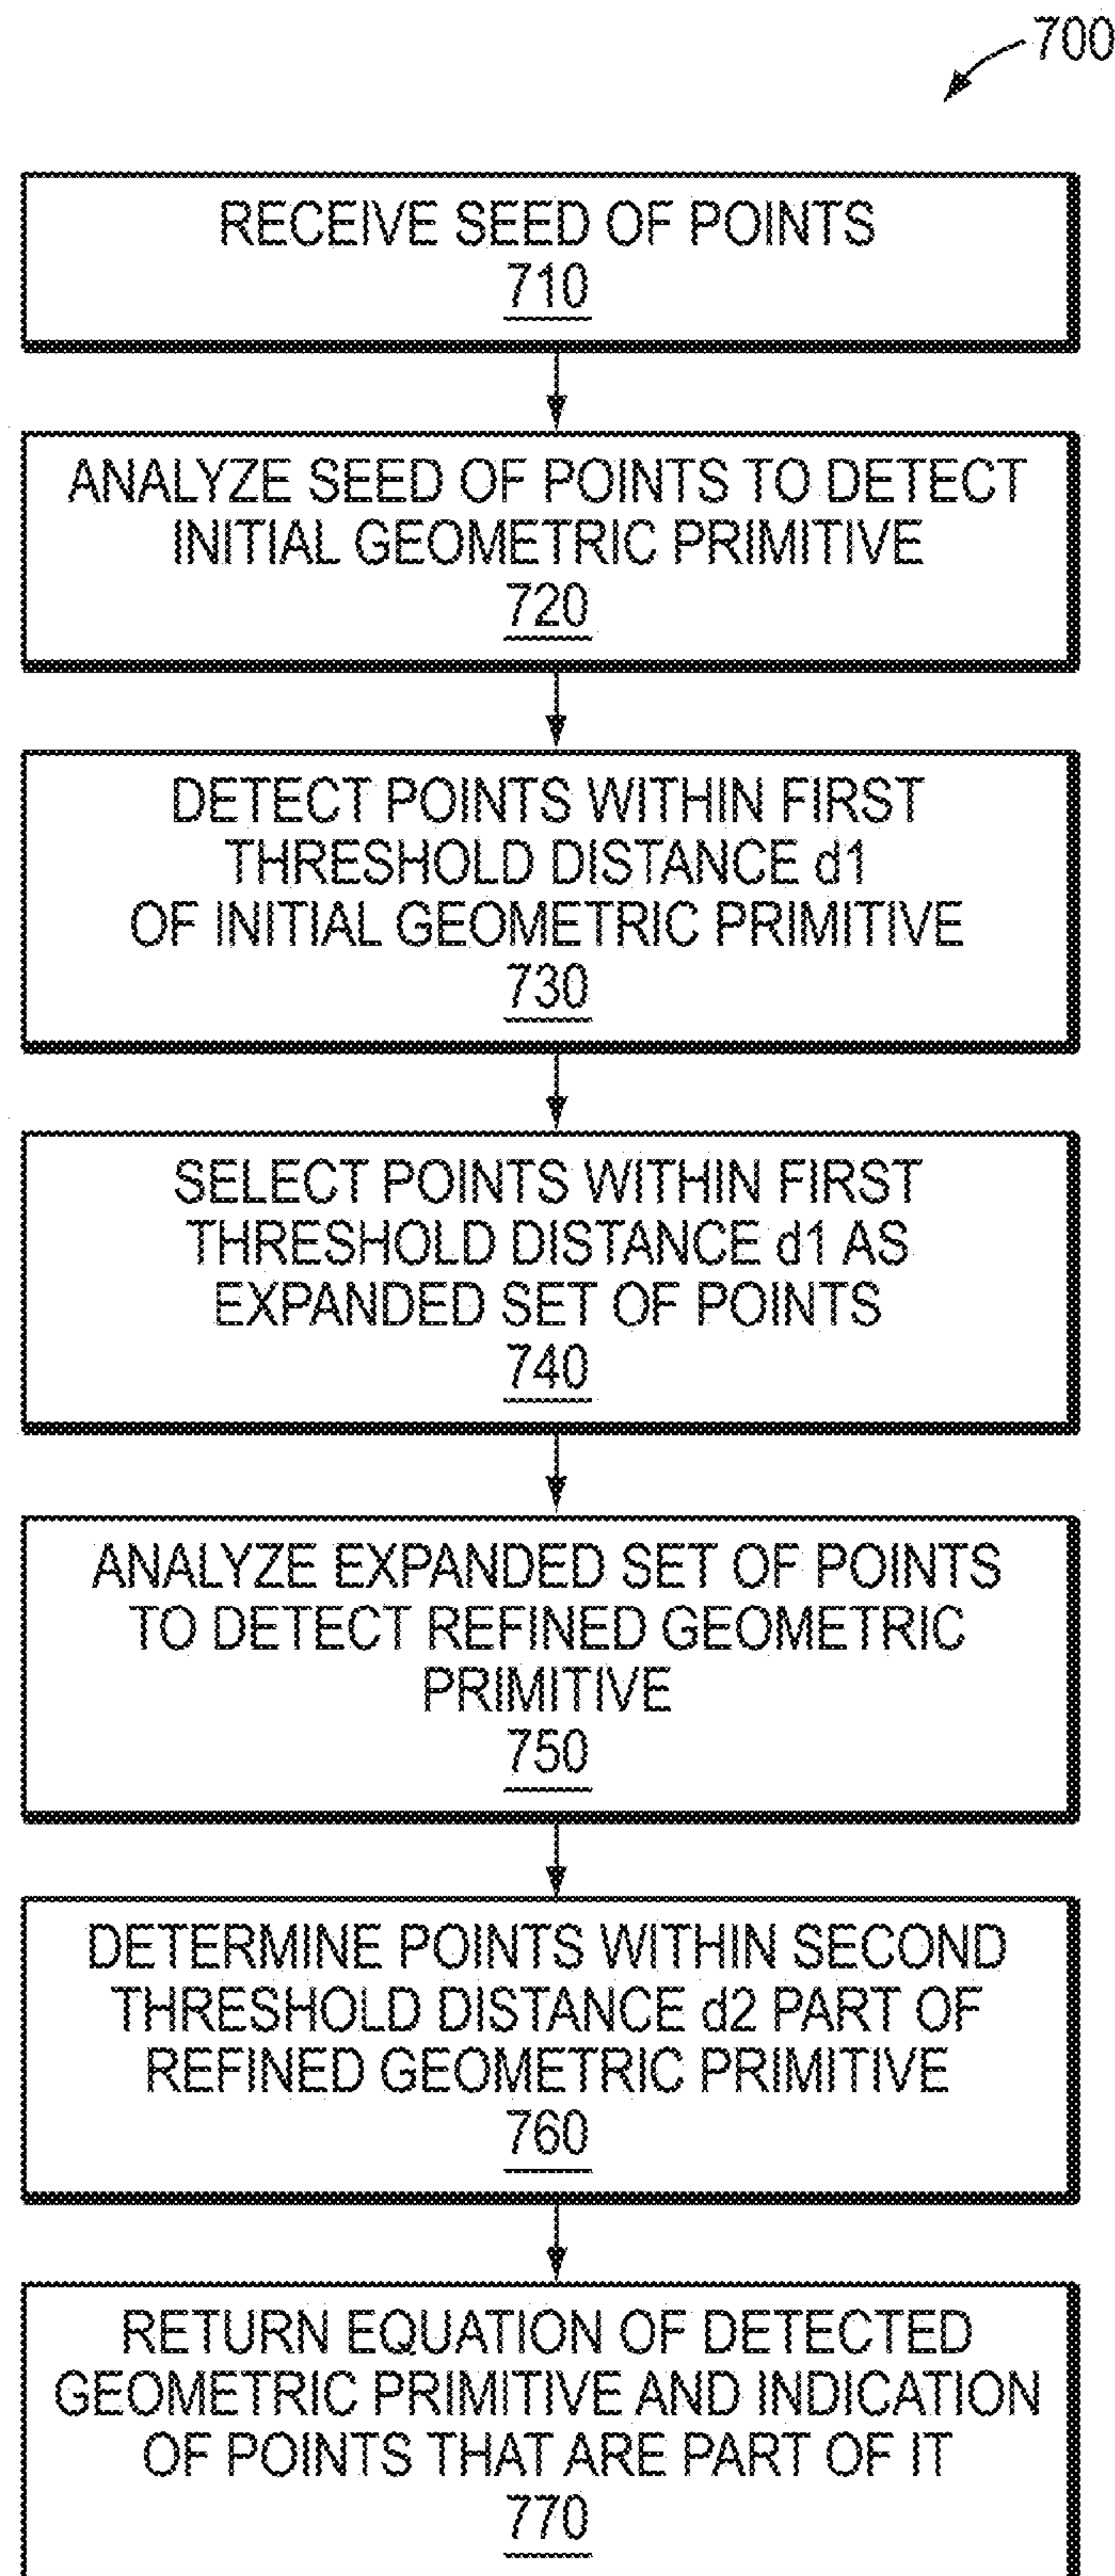 700
RECEIVE SEED OF POINTS
710
ANALYZE SEED OF POINTS TO DETECT
INITIAL GEOMETRIC PRIMITIVE
720
DETECT POINTS WITHIN FIRST
THRESHOLD DISTANCE d1
OF INITIAL GEOMETRIC PRIMITIVE
730
SELECT POINTS WITHIN FIRST
THRESHOLD DISTANCE d1 AS
EXPANDED SET OF POINTS
740
ANALYZE EXPANDED SET OF POINTS
TO DETECT REFINED GEOMETRIC
PRIMITIVE
750
DETERMINE POINTS WITHIN SECOND
THRESHOLD DISTANCE d2 PART OF
REFINED GEOMETRIC PRIMITIVE
760
RETURN EQUATION OF DETECTED
GEOMETRIC PRIMITIVE AND INDICATION
OF POINTS THAT ARE PART OF IT
770